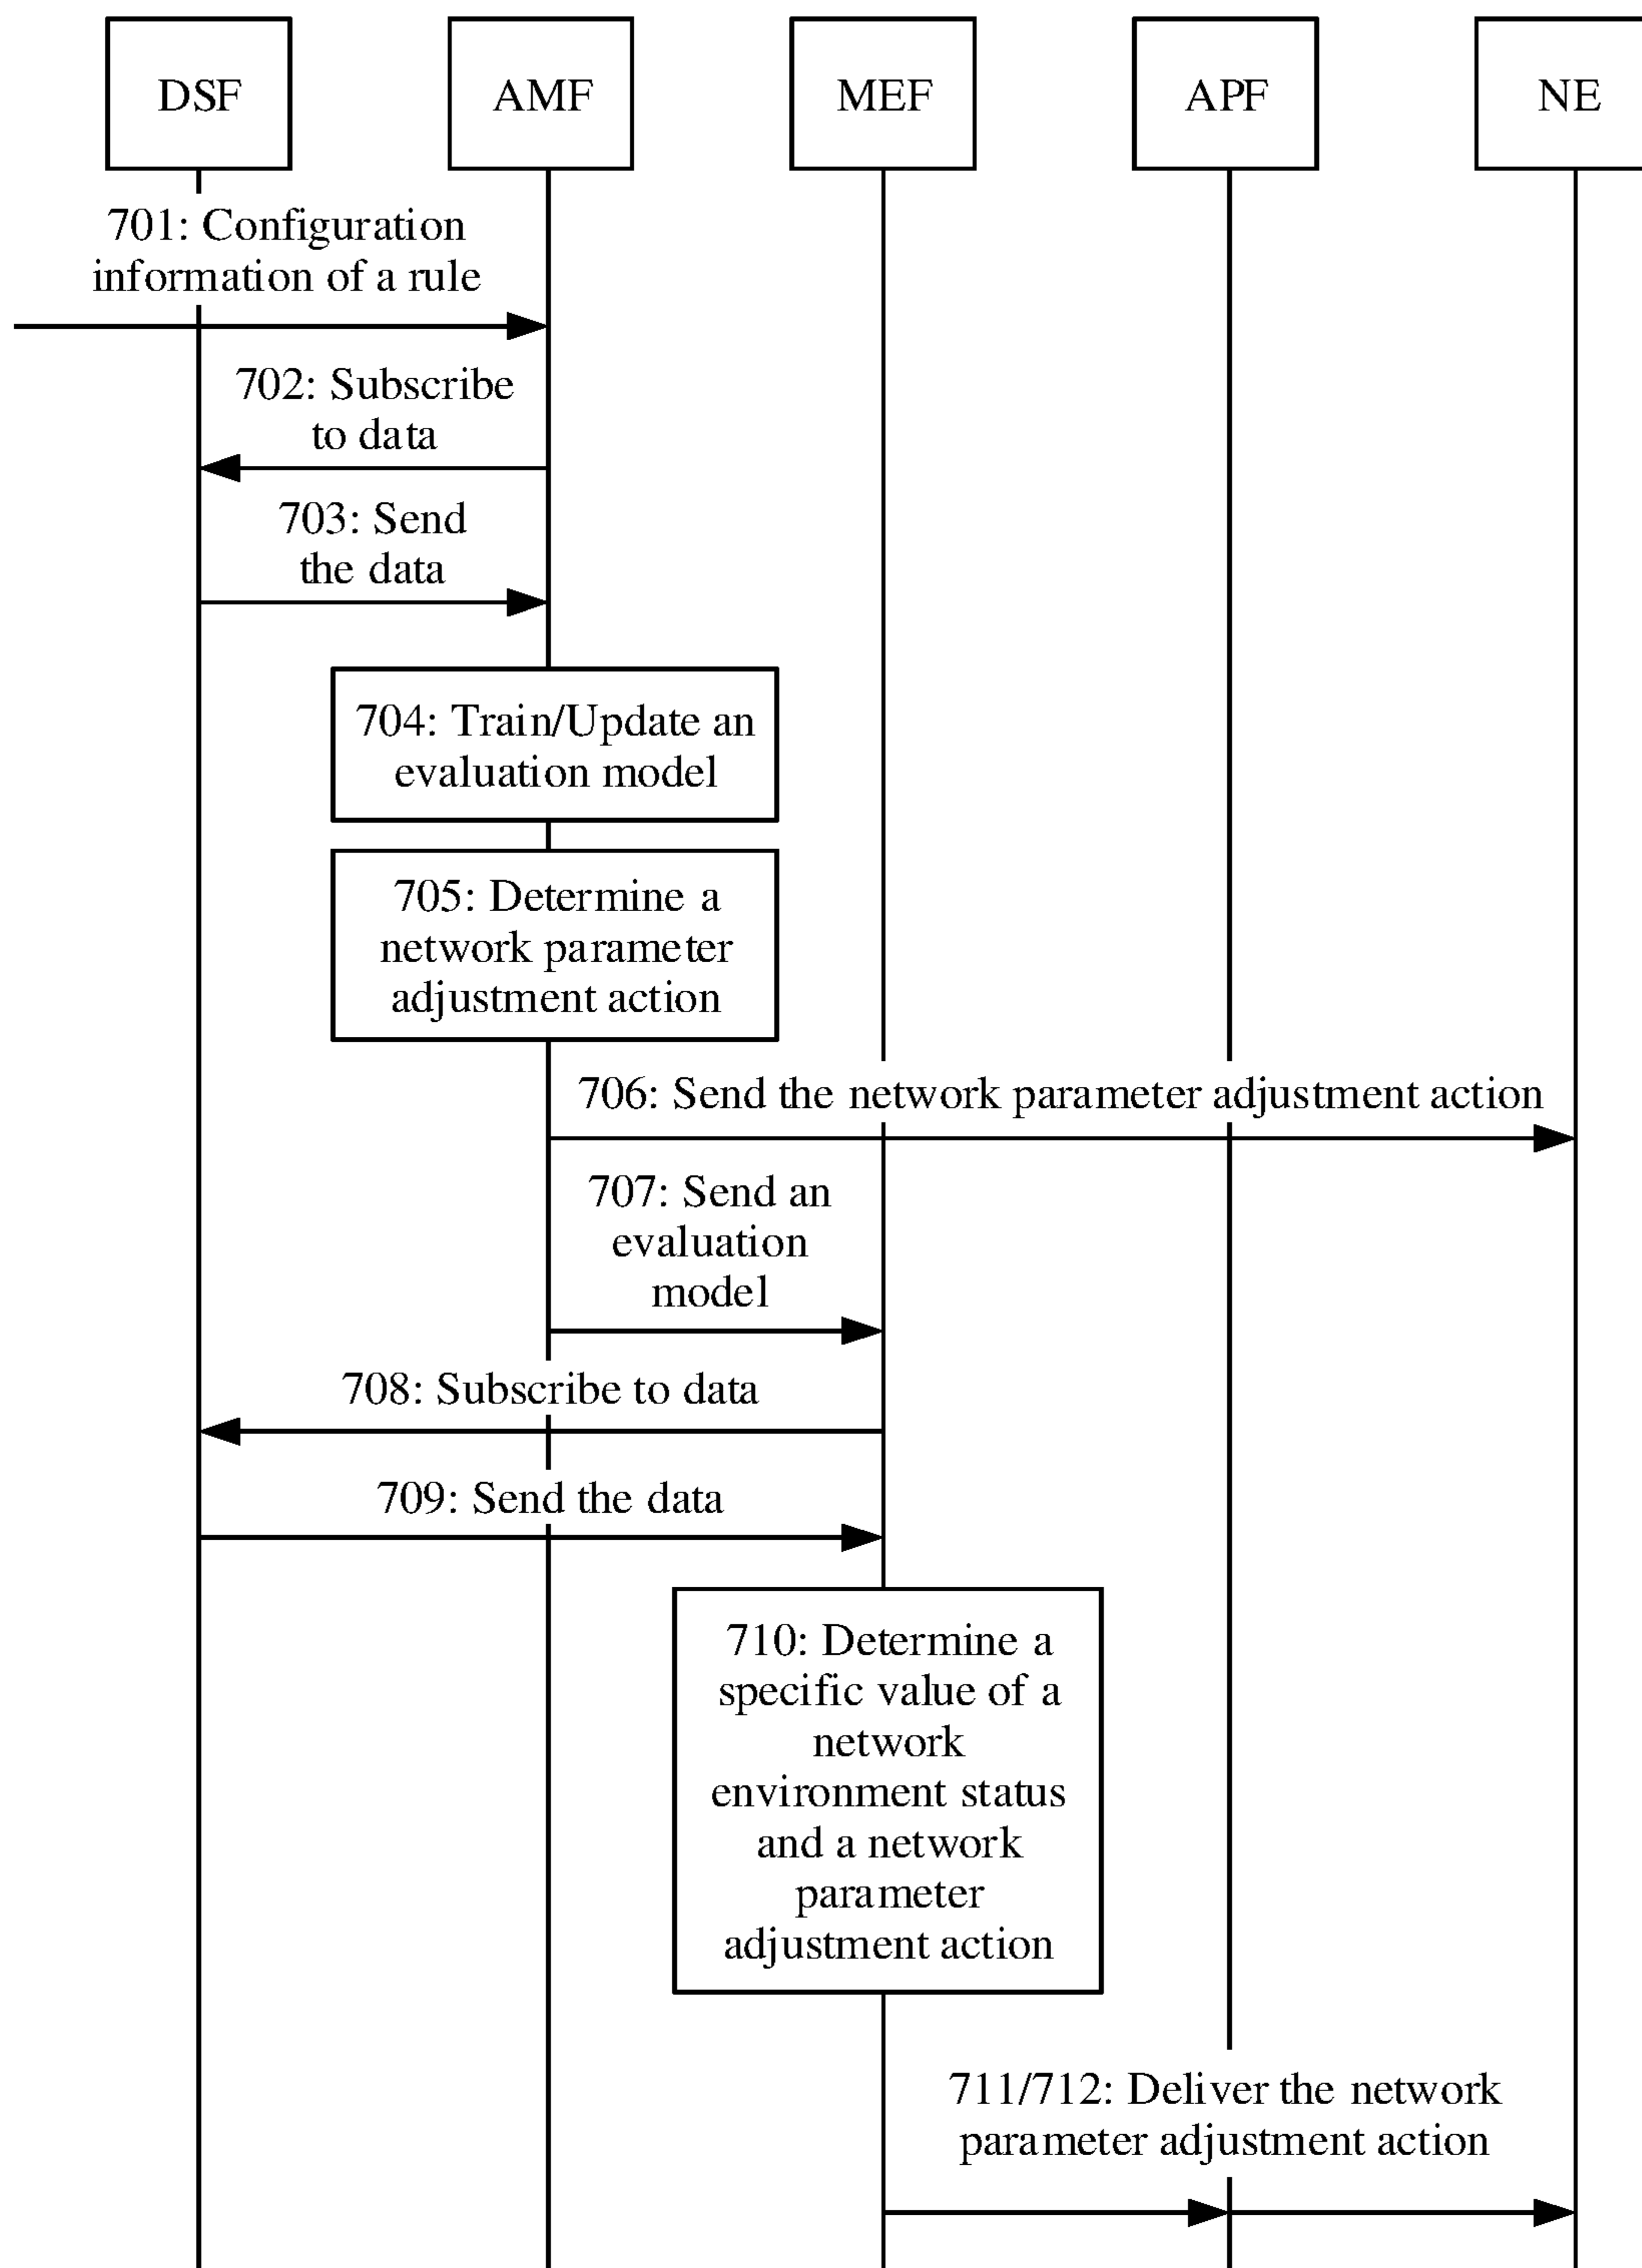 DSF
AMF
MEF
APF
NE
701: Configuration
information of a rule
702: Subscribe
to data
703: Send
the data
704: Train/Update an
evaluation model
705: Determine a
network parameter
adjustment action
706: Send the network parameter adjustment action
707: Send an
evaluation
model
708: Subscribe to data
709: Send the data
710: Determine a
specific value of a
network
environment status
and a network
parameter
adjustment action
711/712: Deliver the network
parameter adjustment action